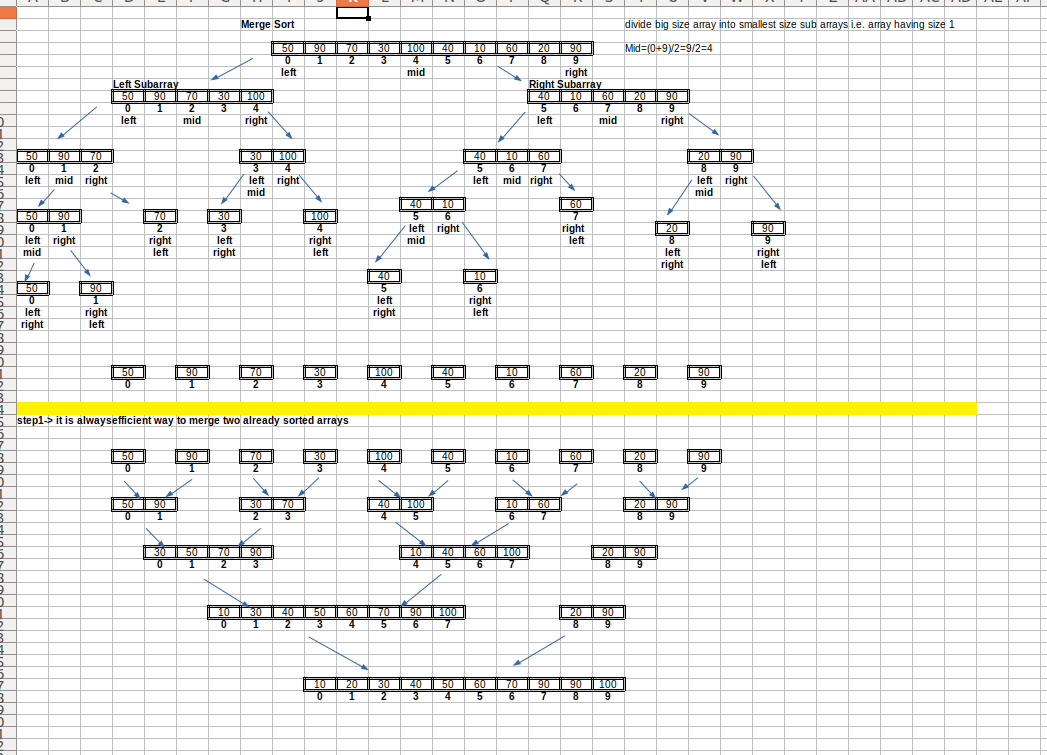 Merge Sort divide big size array into smallest size sub arrays i.e. array having size 1
50 90 70 30 100 40 10 60 20 90 Mid=(0+9)/2=9/2=4
0 1 2 3 4 5 6 7 8 9
left mid right
Left Subarray Right Subarray
50 90 70 30 100 40 10 60 20 90
0 1 2 3 4 5 6 7 8 9
left mid right left mid right
50 90 70 30 100 40 10 60 20 90
0 1 2 3 4 5 6 7 8 9
left mid right left right left mid right left right
mid mid
40 10 60
50 90 70 30 100 5 6 7
0 1 2 3 4 left right right 20 90
left right right left right mid left 8 9
mid left right left left right
right left
40 10
50 90 5 6
0 1 left right
left right right left
right left
50 90 70 30 100 40 10 60 20 90
0 1 2 3 4 5 6 7 8 9
step1-> it is alwaysefficient way to merge two already sorted arrays
50 90 70 30 100 40 10 60 20 90
0 1 2 3 4 5 6 7 8 9
50 90 30 70 40 100 10 60 20 90
0 1 2 3 4 5 6 7 8 9
30 50 70 90 10 40 60 100 20 90
0 1 2 3 4 5 6 7 8 9
10 30 40 50 60 70 90 100 20 90
0 1 2 3 4 5 6 7 8 9
10 20 30 40 50 60 70 90 90 100
0 1 2 3 4 5 6 7 8 9